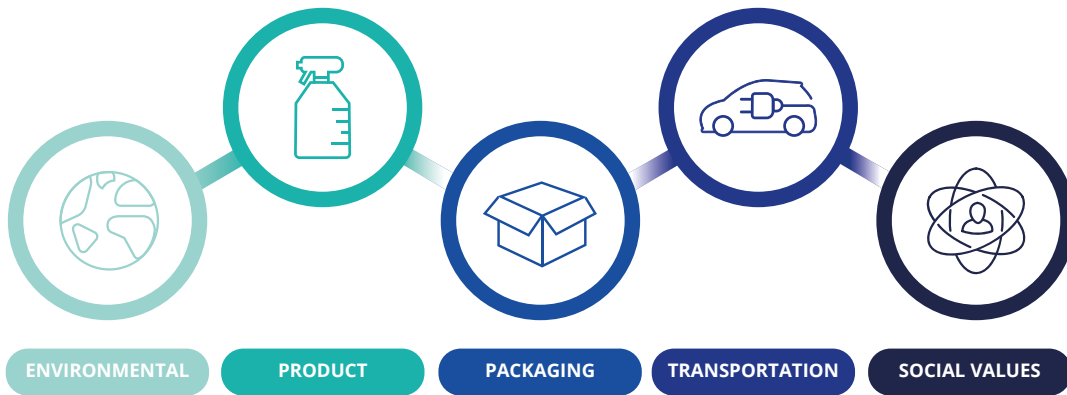 ENVIRONMENTAL
PRODUCT
PACKAGING
TRANSPORTATION
SOCIAL VALUES